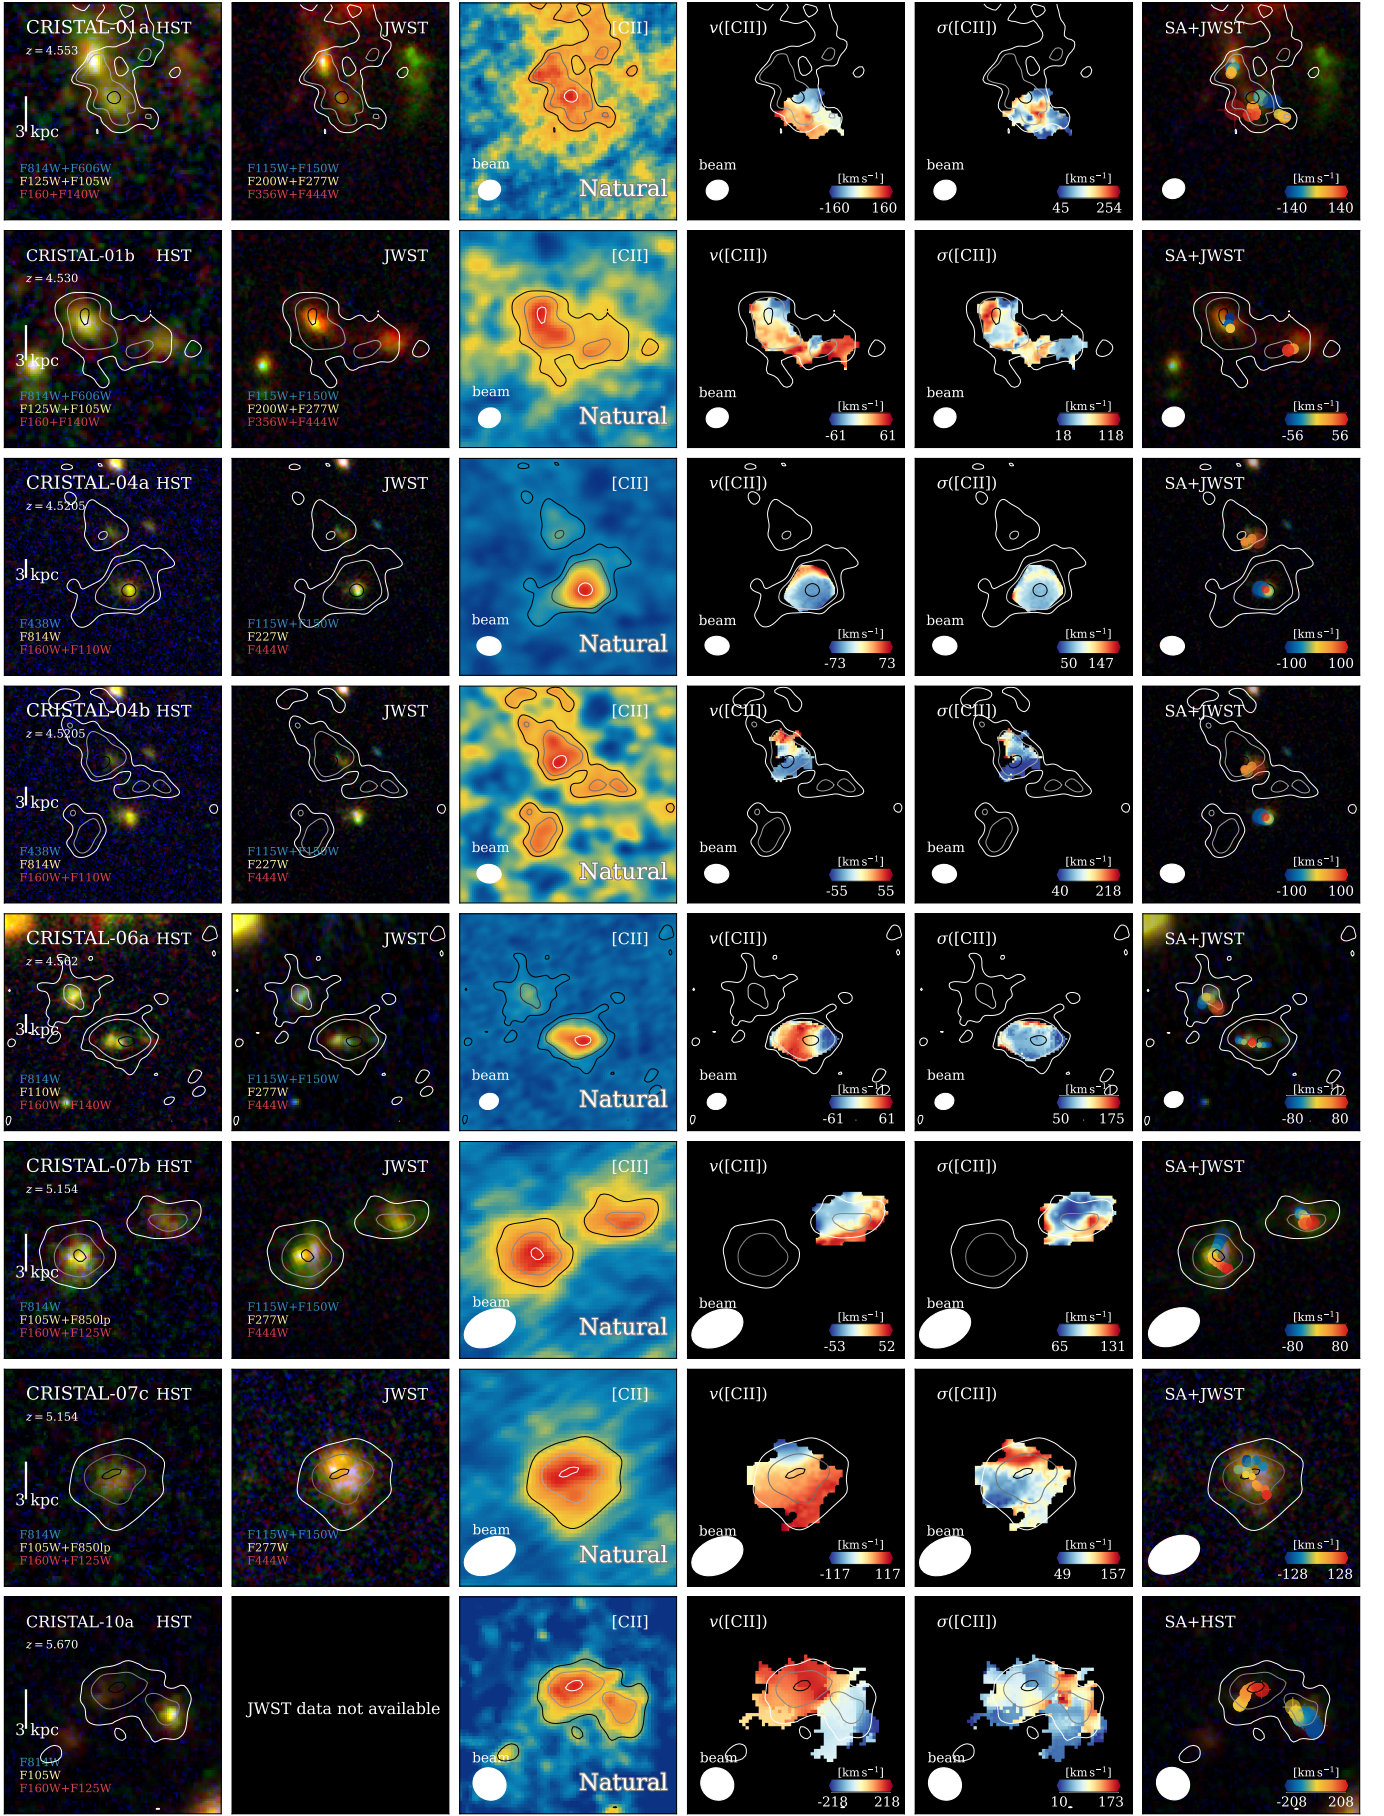 CRISTAL-01a HST
z = 4.553
3 kpc
F814W+F606W
F125W+F105W
F160+F140W
JWST
F115W+F150W
F200W+F277W
F356W+F444W
[CII]
beam
Natural
v([CII])
beam
[km s⁻¹]
-160 160
σ([CII])
beam
[km s⁻¹]
45 254
SA+JWST
[km s⁻¹]
-140 140
CRISTAL-01b HST
z = 4.530
3 kpc
F814W+F606W
F125W+F105W
F160+F140W
JWST
F115W+F150W
F200W+F277W
F356W+F444W
[CII]
beam
Natural
v([CII])
beam
[km s⁻¹]
-61 61
σ([CII])
beam
[km s⁻¹]
18 118
SA+JWST
[km s⁻¹]
-56 56
CRISTAL-04a HST
z = 4.5205
3 kpc
F438W
F814W
F160W+F110W
JWST
F115W+F150W
F227W
F444W
[CII]
beam
Natural
v([CII])
beam
[km s⁻¹]
-73 73
σ([CII])
beam
[km s⁻¹]
50 147
SA+JWST
[km s⁻¹]
-100 100
CRISTAL-04b HST
z = 4.5205
3 kpc
F438W
F814W
F160W+F110W
JWST
F115W+F150W
F227W
F444W
[CII]
beam
Natural
v([CII])
beam
[km s⁻¹]
-55 55
σ([CII])
beam
[km s⁻¹]
40 218
SA+JWST
[km s⁻¹]
-100 100
CRISTAL-06a HST
z = 4.562
3 kpc
F814W
F110W
F160W+F140W
JWST
F115W+F150W
F277W
F444W
[CII]
beam
Natural
v([CII])
beam
[km s⁻¹]
-61 61
σ([CII])
beam
[km s⁻¹]
50 175
SA+JWST
[km s⁻¹]
-80 80
CRISTAL-07b HST
z = 5.154
3 kpc
F814W
F105W+F850lp
F160W+F125W
JWST
F115W+F150W
F277W
F444W
[CII]
beam
Natural
v([CII])
beam
[km s⁻¹]
-53 52
σ([CII])
beam
[km s⁻¹]
65 131
SA+JWST
[km s⁻¹]
-80 80
CRISTAL-07c HST
z = 5.154
3 kpc
F814W
F105W+F850lp
F160W+F125W
JWST
F115W+F150W
F277W
F444W
[CII]
beam
Natural
v([CII])
beam
[km s⁻¹]
-117 117
σ([CII])
beam
[km s⁻¹]
49 157
SA+JWST
[km s⁻¹]
-128 128
CRISTAL-10a HST
z = 5.670
3 kpc
F814W
F105W
F160W+F125W
JWST data not available
[CII]
beam
Natural
v([CII])
beam
[km s⁻¹]
-218 218
σ([CII])
beam
[km s⁻¹]
10 173
SA+HST
[km s⁻¹]
-208 208